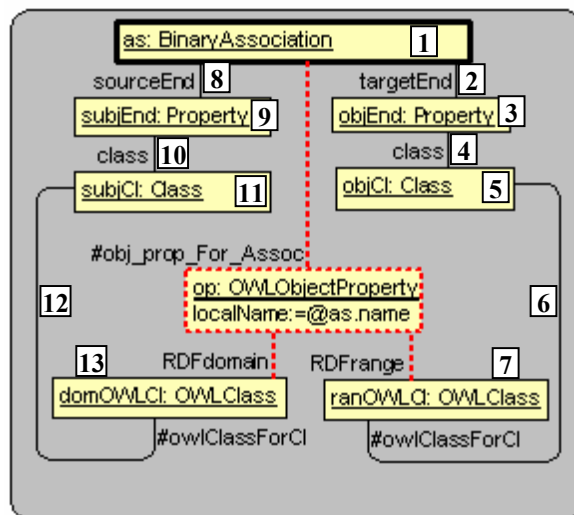 as: BinaryAssociation 1
sourceEnd 8 targetEnd 2
subjEnd: Property 9 objEnd: Property 3
class 10 class 4
subjCl: Class 11 objCl: Class 5
#obj_prop_For_Assoc
op: OWLObjectProperty
localName:=@as.name
12 6
13 RDFdomain RDFrange 7
domOWLCl: OWLClass ranOWLCl: OWLClass
#owlClassForCl #owlClassForCl